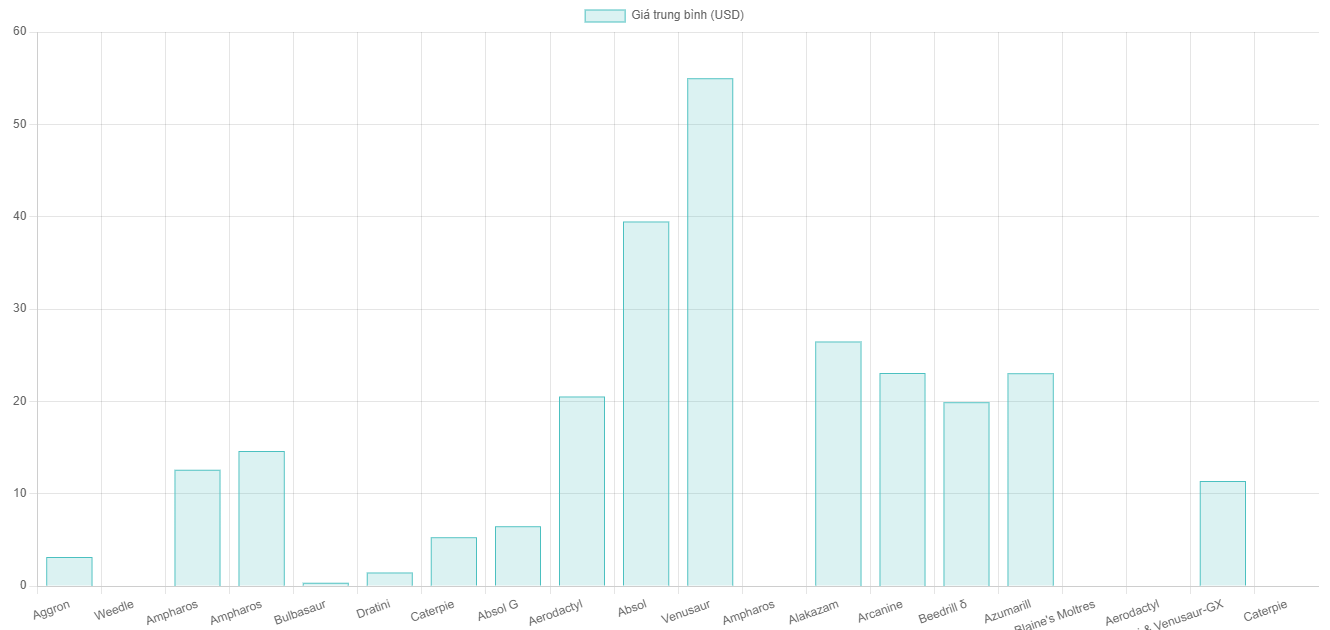 Giá trung bình (USD)
60
50
40
30
20
10
0
Aggron
Weedle
Ampharos
Ampharos
Bulbasaur
Dratini
Caterpie
Absol G
Aerodactyl
Absol
Venusaur
Ampharos
Alakazam
Arcanine
Beedrill δ
Azumarill
Blaine's Moltres
Aerodactyl
& Venusaur-GX
Caterpie